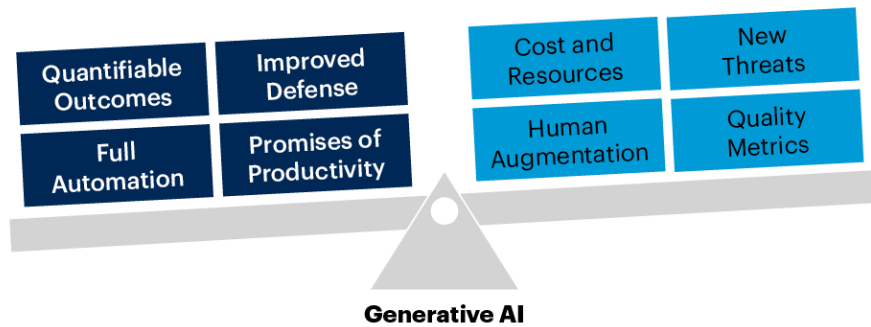 Quantifiable
Outcomes
Improved
Defense
Full
Automation
Promises of
Productivity
Cost and
Resources
New
Threats
Human
Augmentation
Quality
Metrics
Generative AI